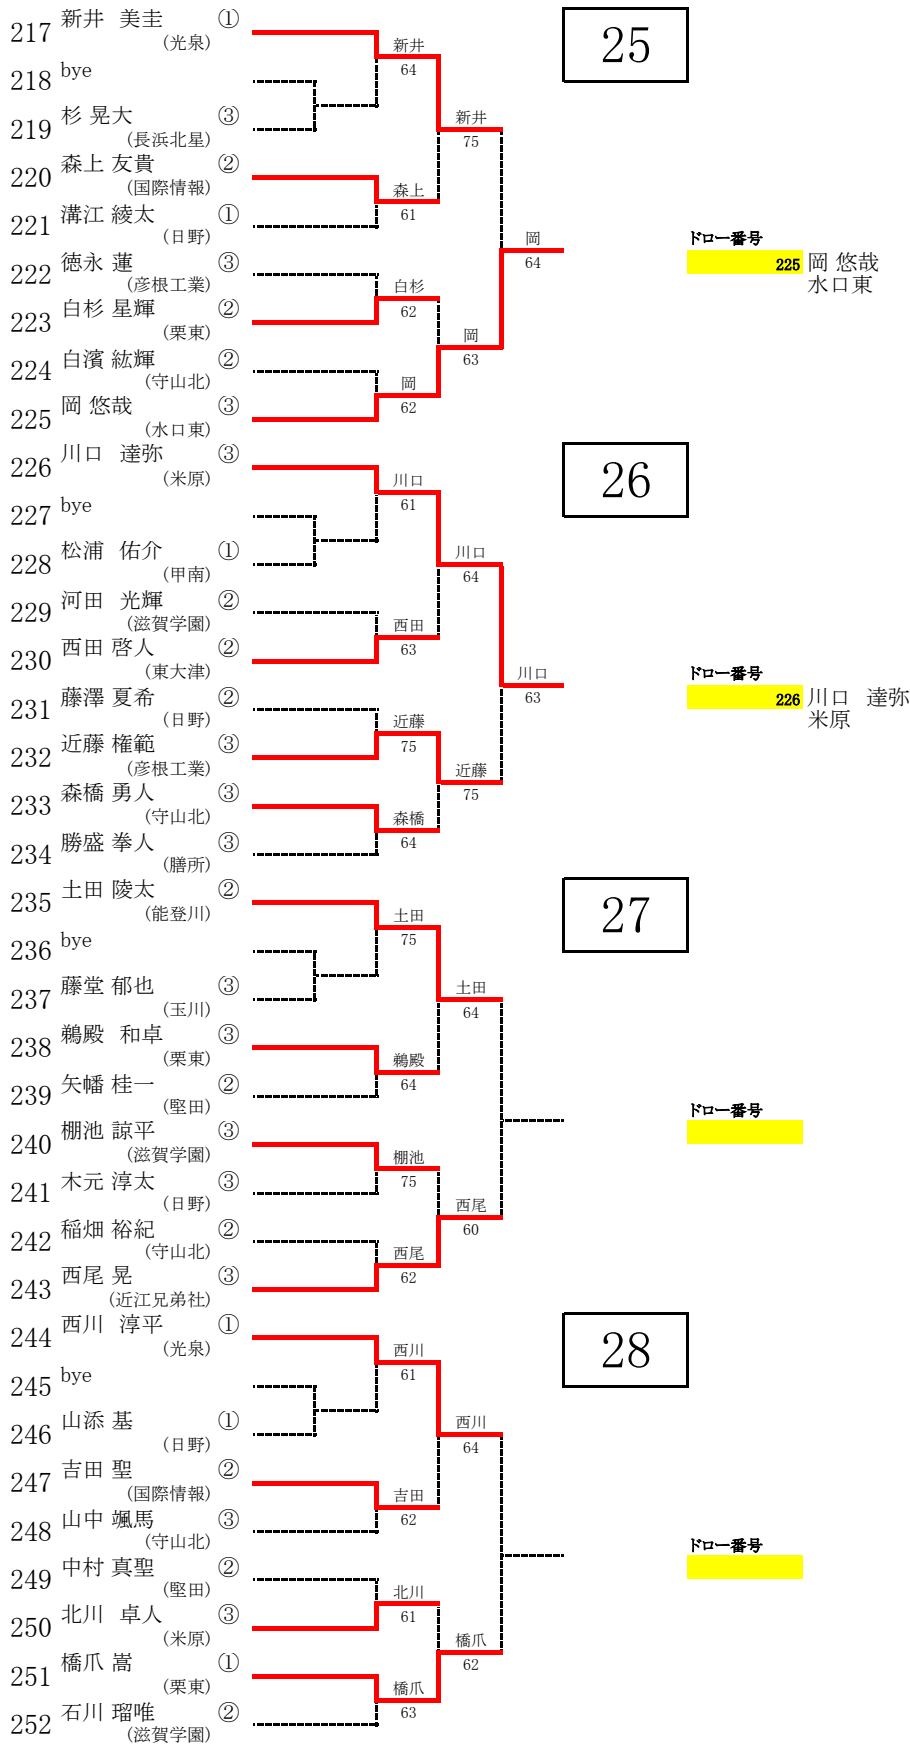 217 新井 美圭 ①
(光泉)
218 bye
219 杉 晃大 ③
(長浜北星)
220 森上 友貴 ②
(国際情報)
221 溝江 綾太 ①
(日野)
222 徳永 蓮 ③
(彦根工業)
223 白杉 星輝 ②
(栗東)
224 白濱 紘輝 ②
(守山北)
225 岡 悠哉 ③
(水口東)
新井
64
森上
61
白杉
62
岡
62
新井
75
岡
63
岡
64
25
ドロー番号
225 岡 悠哉
水口東
226 川口 達弥 ③
(米原)
227 bye
228 松浦 佑介 ①
(甲南)
229 河田 光輝 ②
(滋賀学園)
230 西田 啓人 ②
(東大津)
231 藤澤 夏希 ②
(日野)
232 近藤 権範 ③
(彦根工業)
233 森橋 勇人 ③
(守山北)
234 勝盛 拳人 ③
(膳所)
川口
61
西田
63
近藤
75
森橋
64
川口
64
近藤
75
川口
63
26
ドロー番号
226 川口 達弥
米原
235 土田 陵太 ②
(能登川)
236 bye
237 藤堂 郁也 ③
(玉川)
238 鵜殿 和卓 ③
(栗東)
239 矢幡 桂一 ②
(堅田)
240 棚池 諒平 ③
(滋賀学園)
241 木元 淳太 ③
(日野)
242 稲畑 裕紀 ②
(守山北)
243 西尾 晃 ③
(近江兄弟社)
土田
75
鵜殿
64
棚池
75
西尾
62
土田
64
西尾
60
27
ドロー番号
244 西川 淳平 ①
(光泉)
245 bye
246 山添 基 ①
(日野)
247 吉田 聖 ②
(国際情報)
248 山中 颯馬 ③
(守山北)
249 中村 真聖 ②
(堅田)
250 北川 卓人 ③
(米原)
251 橋爪 嵩 ①
(栗東)
252 石川 瑠唯 ②
(滋賀学園)
西川
61
吉田
62
北川
61
橋爪
63
西川
64
橋爪
62
28
ドロー番号